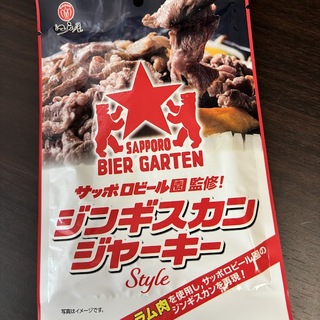 SAPPORO
BIER GARTEN
サッポロビール園監修!
ジンギスカン
ジャーキー
Style
ラム肉を使用し、サッポロビール園の
ジンギスカンを再現!
写真はイメージです。